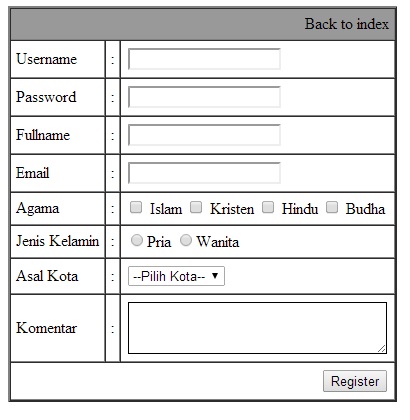 Back to index
Username :
Password :
Fullname :
Email :
Agama : Islam Kristen Hindu Budha
Jenis Kelamin : Pria Wanita
Asal Kota : --Pilih Kota--
Komentar :
Register